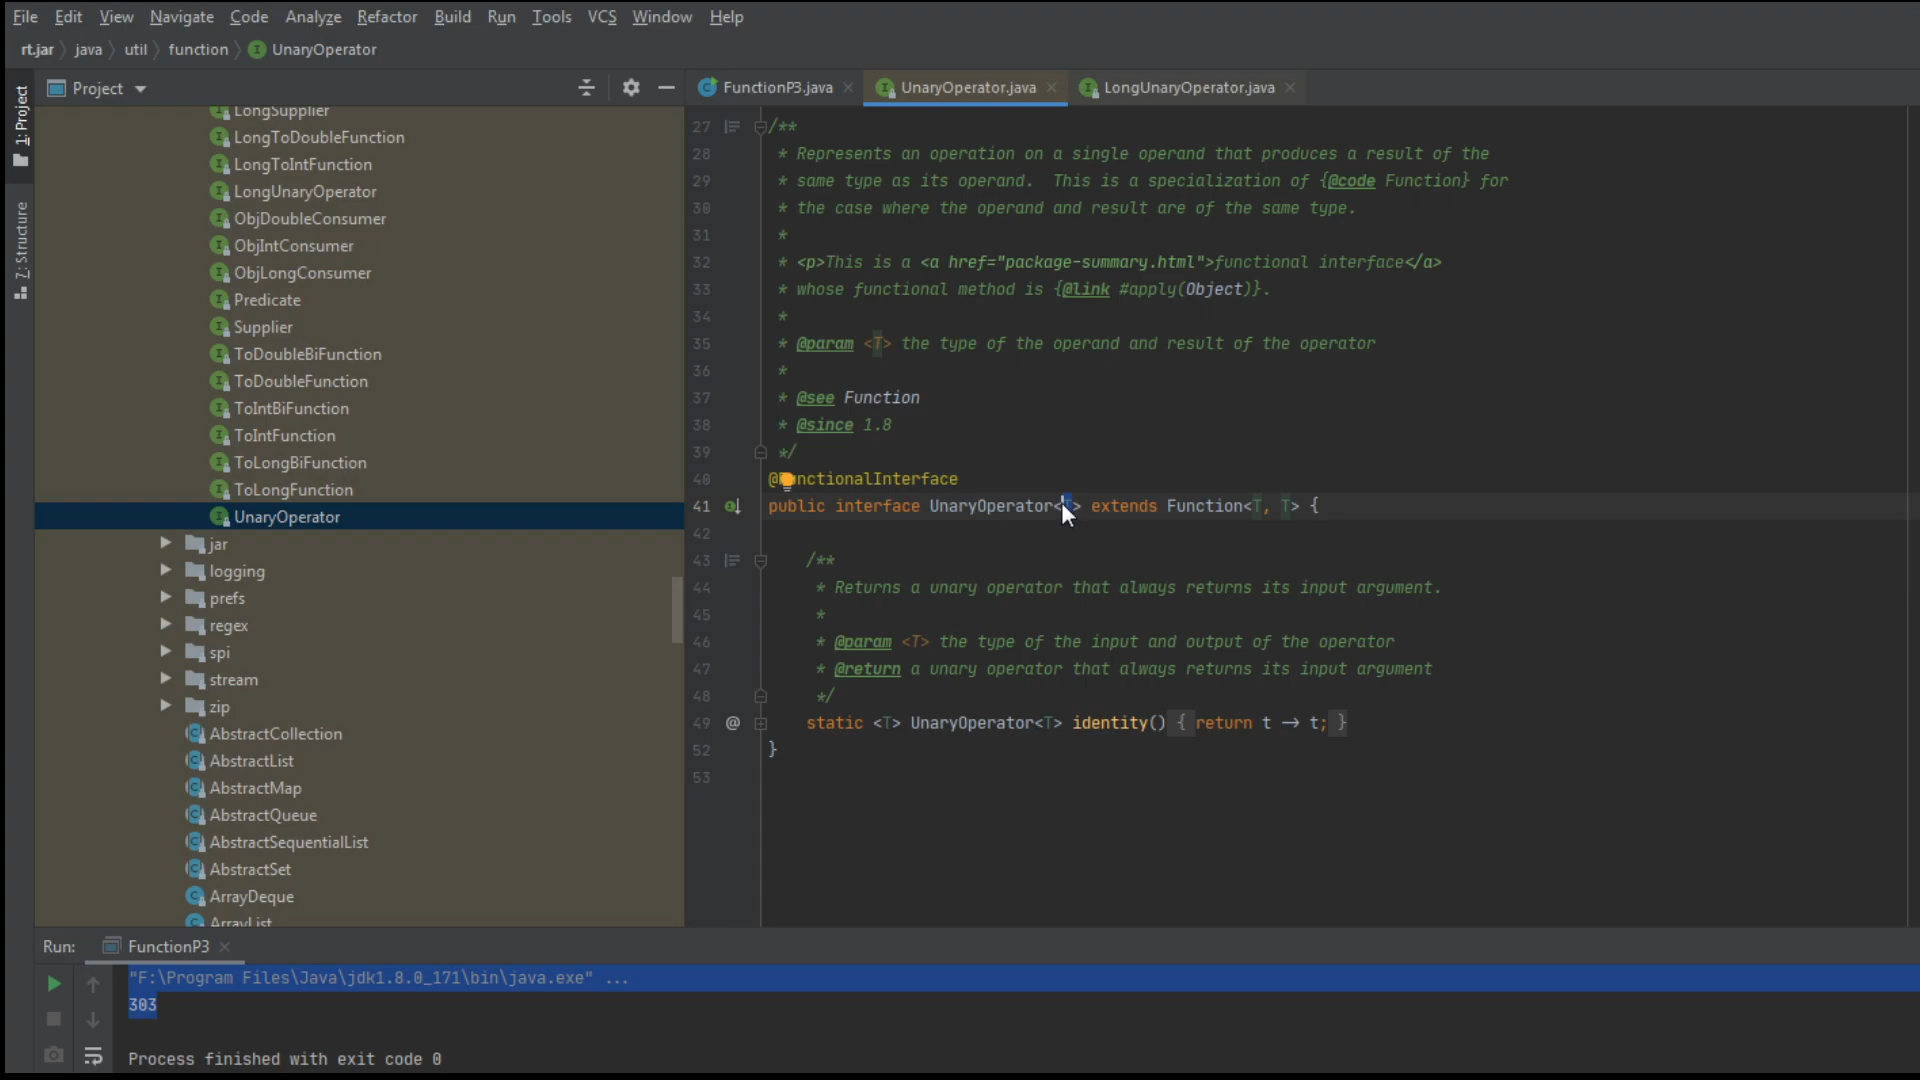 File Edit View Navigate Code Analyze Refactor Build Run Tools VCS Window Help
rt.jar java util function UnaryOperator
Project
FunctionP3.java UnaryOperator.java LongUnaryOperator.java
1: Project
7: Structure
LongSupplier
LongToDoubleFunction
LongToIntFunction
LongUnaryOperator
ObjDoubleConsumer
ObjIntConsumer
ObjLongConsumer
Predicate
Supplier
ToDoubleBiFunction
ToDoubleFunction
ToIntBiFunction
ToIntFunction
ToLongBiFunction
ToLongFunction
UnaryOperator
jar
logging
prefs
regex
spi
stream
zip
AbstractCollection
AbstractList
AbstractMap
AbstractQueue
AbstractSequentialList
AbstractSet
ArrayDeque
ArrayList
27 /**
28 * Represents an operation on a single operand that produces a result of the
29 * same type as its operand.  This is a specialization of {@code Function} for
30 * the case where the operand and result are of the same type.
31 *
32 * <p>This is a <a href="package-summary.html">functional interface</a>
33 * whose functional method is {@link #apply(Object)}.
34 *
35 * @param <T> the type of the operand and result of the operator
36 *
37 * @see Function
38 * @since 1.8
39 */
40 @FunctionalInterface
41 public interface UnaryOperator<T> extends Function<T, T> {
42
43 /**
44 * Returns a unary operator that always returns its input argument.
45 *
46 * @param <T> the type of the input and output of the operator
47 * @return a unary operator that always returns its input argument
48 */
49 @ static <T> UnaryOperator<T> identity() { return t → t; }
52 }
53
Run: FunctionP3
"F:\Program Files\Java\jdk1.8.0_171\bin\java.exe" ...
303
Process finished with exit code 0